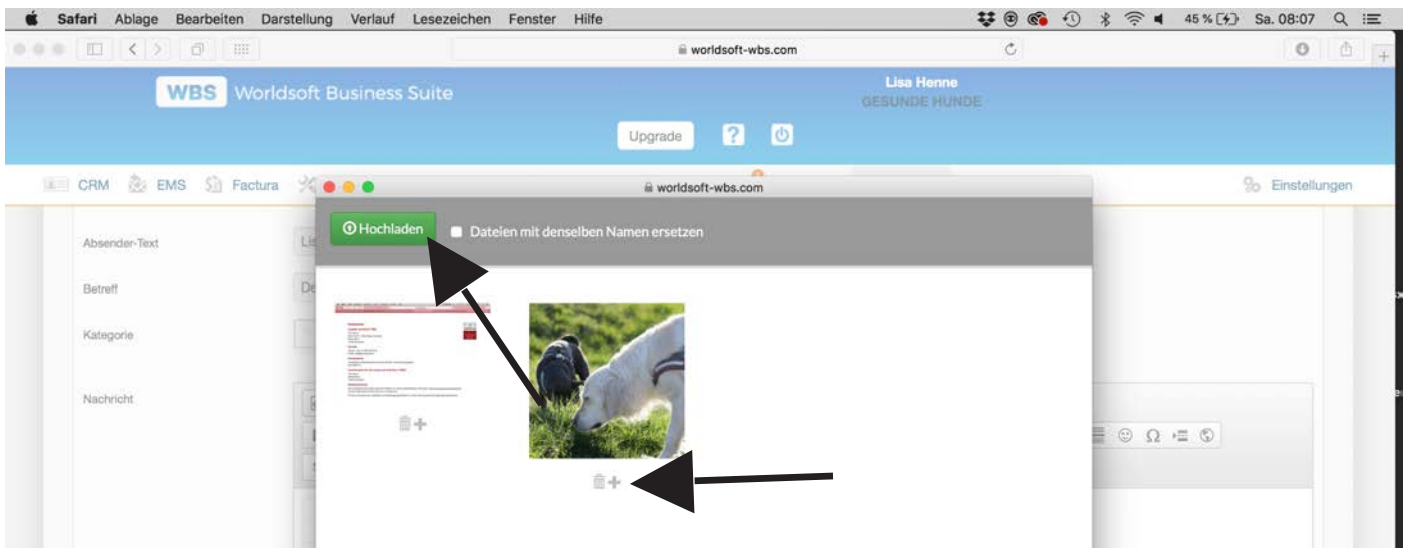 Safari Ablage Bearbeiten Darstellung Verlauf Lesezeichen Fenster Hilfe 45 % Sa. 08:07
worldsoft-wbs.com
WBS Worldsoft Business Suite Lisa Henne
GESUNDE HUNDE
Upgrade ?
CRM EMS Factura worldsoft-wbs.com Einstellungen
Hochladen Dateien mit denselben Namen ersetzen
Absender-Text
Betreff
Kategorie
Nachricht
Ω